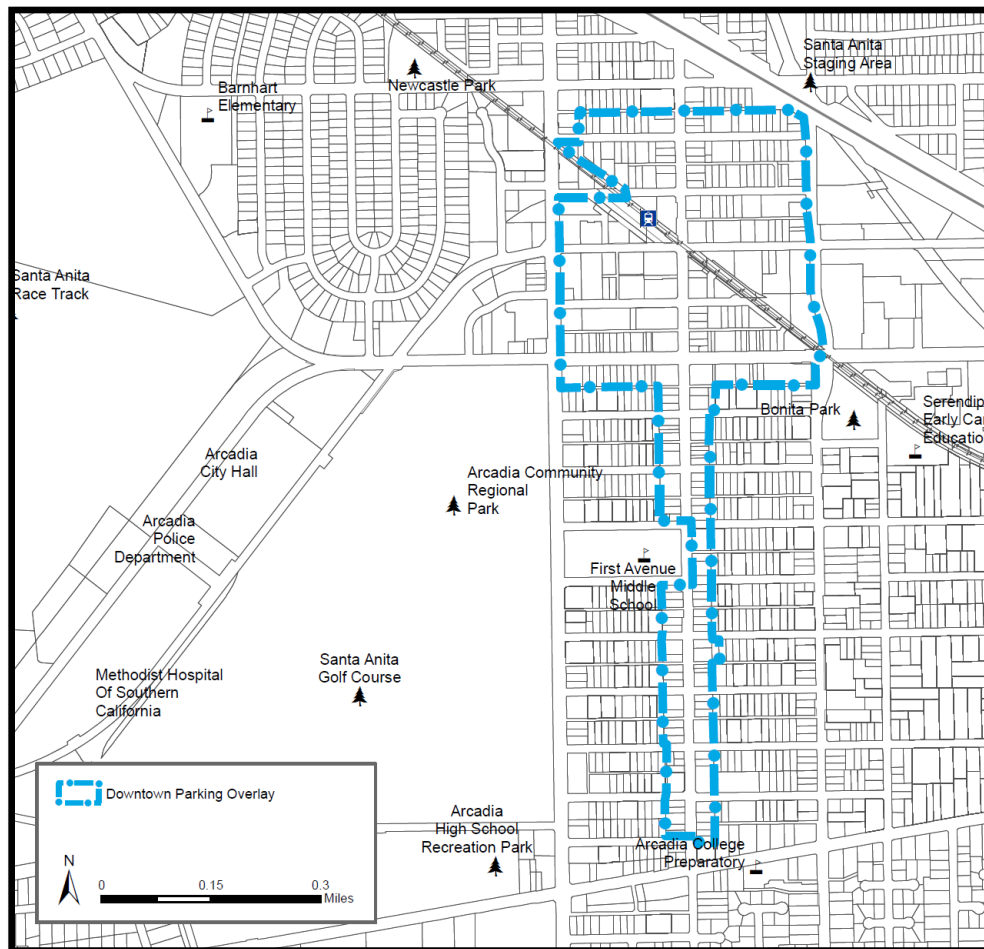 Santa Anita
Staging Area
Newcastle Park
Barnhart
Elementary
Santa Anita
Race Track
Bonita Park
Serendip
Early Car
Educatio
Arcadia
City Hall
Arcadia Community
Regional
Park
Arcadia
Police
Department
First Avenue
Middle
School
Santa Anita
Golf Course
Methodist Hospital
Of Southern
California
Downtown Parking Overlay
Arcadia
High School
Recreation Park
Arcadia College
Preparatory
N
0 0.15 0.3
Miles